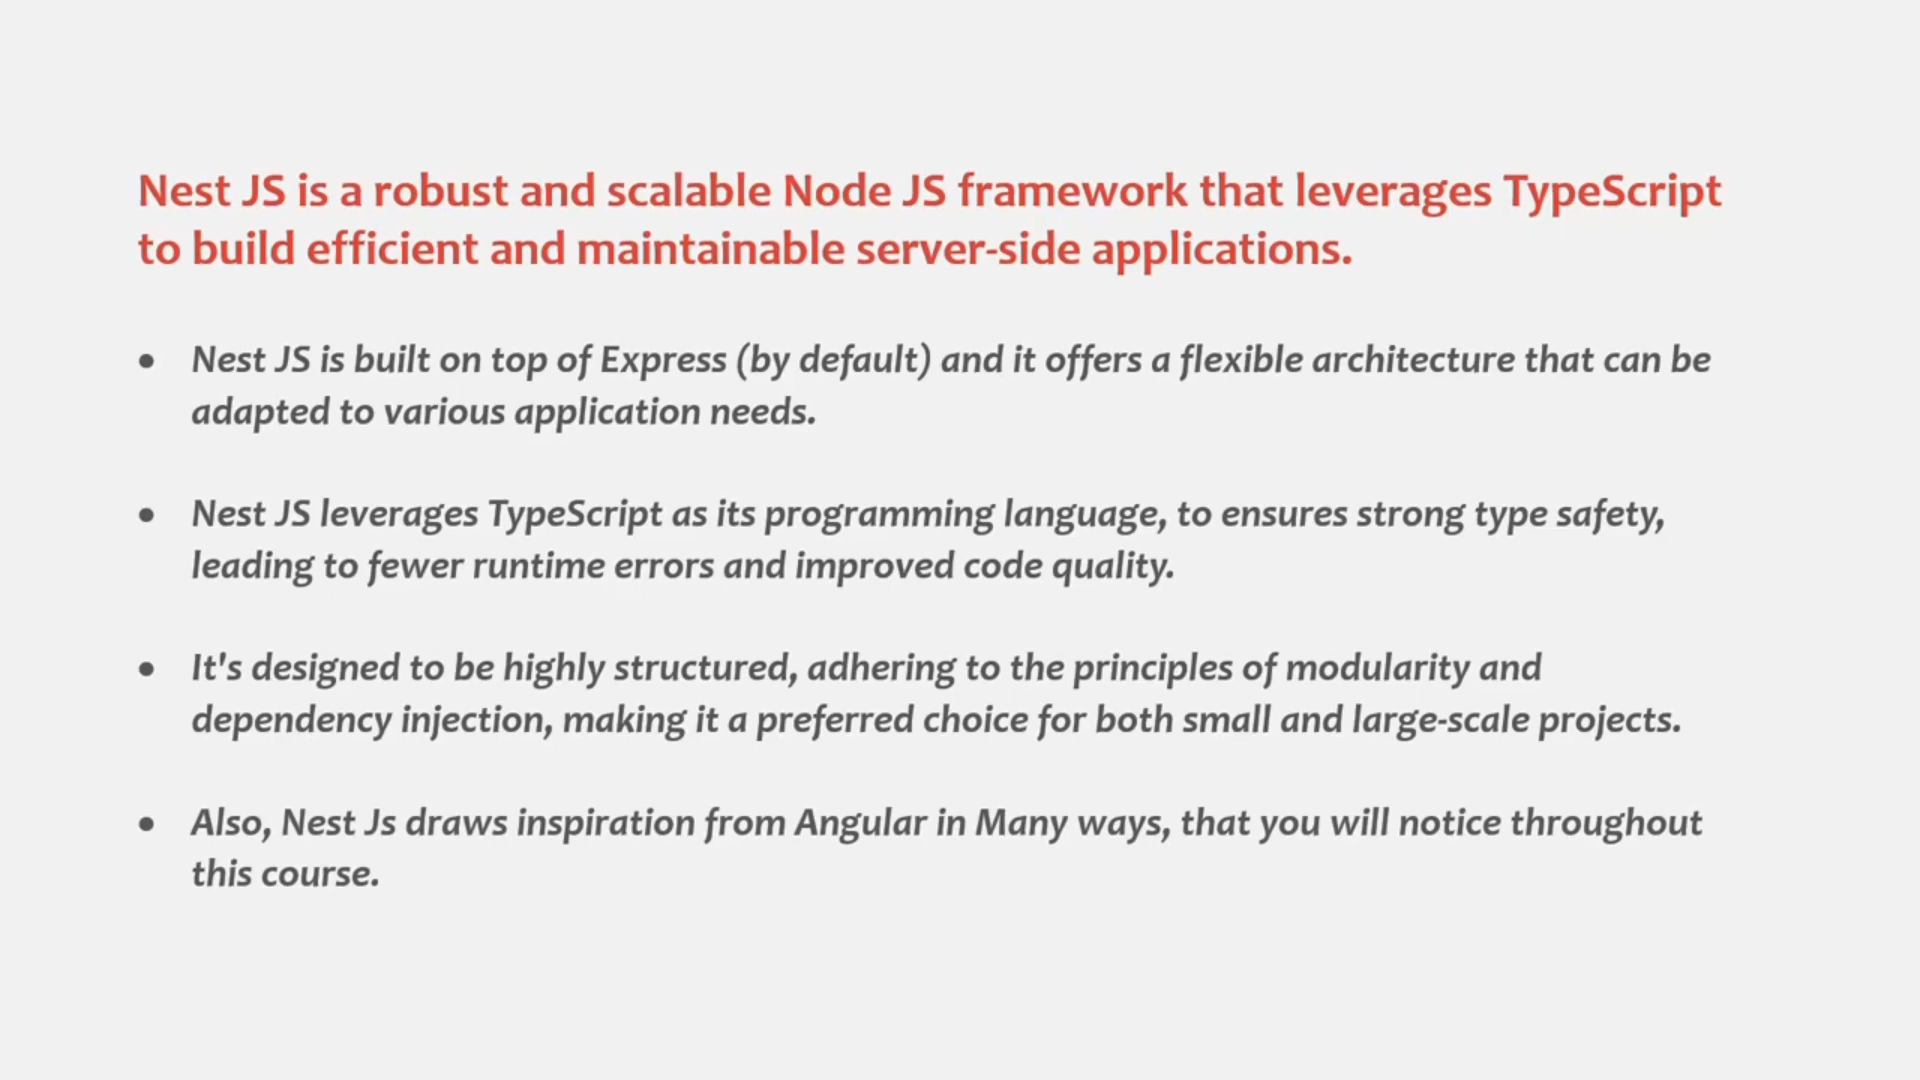 Nest JS is a robust and scalable Node JS framework that leverages TypeScript
to build efficient and maintainable server-side applications.
• Nest JS is built on top of Express (by default) and it offers a flexible architecture that can be
adapted to various application needs.
• Nest JS leverages TypeScript as its programming language, to ensures strong type safety,
leading to fewer runtime errors and improved code quality.
• It's designed to be highly structured, adhering to the principles of modularity and
dependency injection, making it a preferred choice for both small and large-scale projects.
• Also, Nest Js draws inspiration from Angular in Many ways, that you will notice throughout
this course.